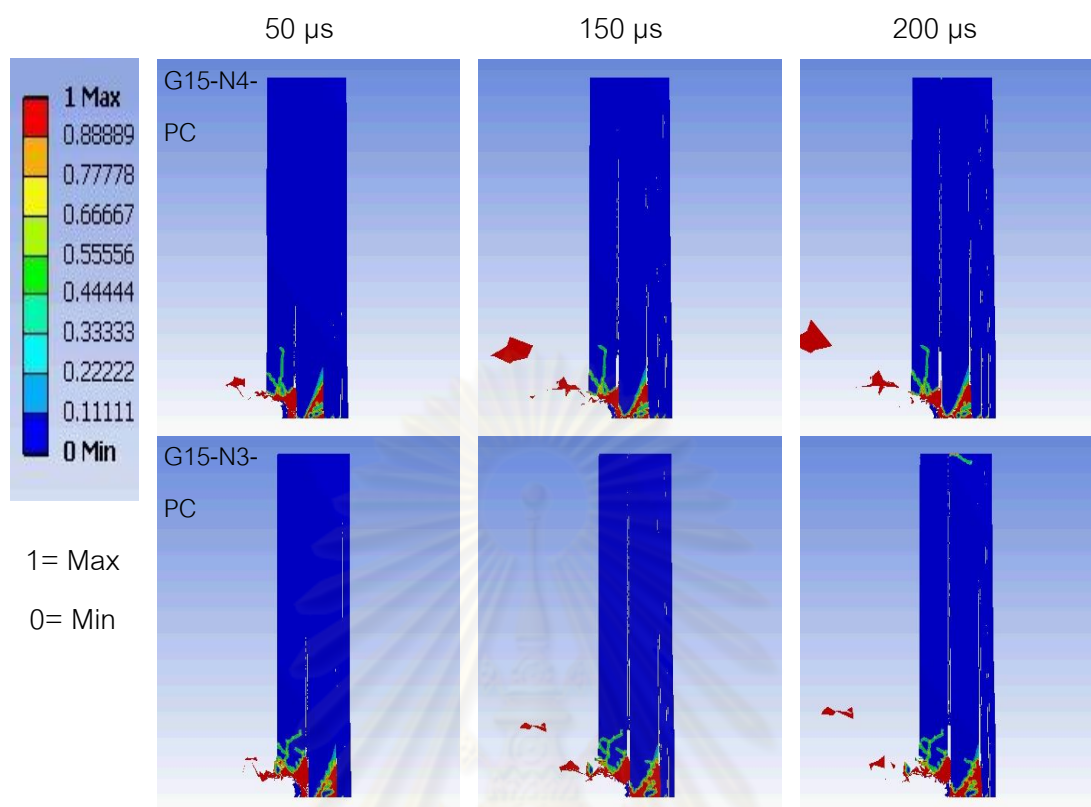 50 µs 150 µs 200 µs
1 Max
0.88889
0.77778
0.66667
0.55556
0.44444
0.33333
0.22222
0.11111
0 Min
1= Max
0= Min
G15-N4-
PC
G15-N3-
PC